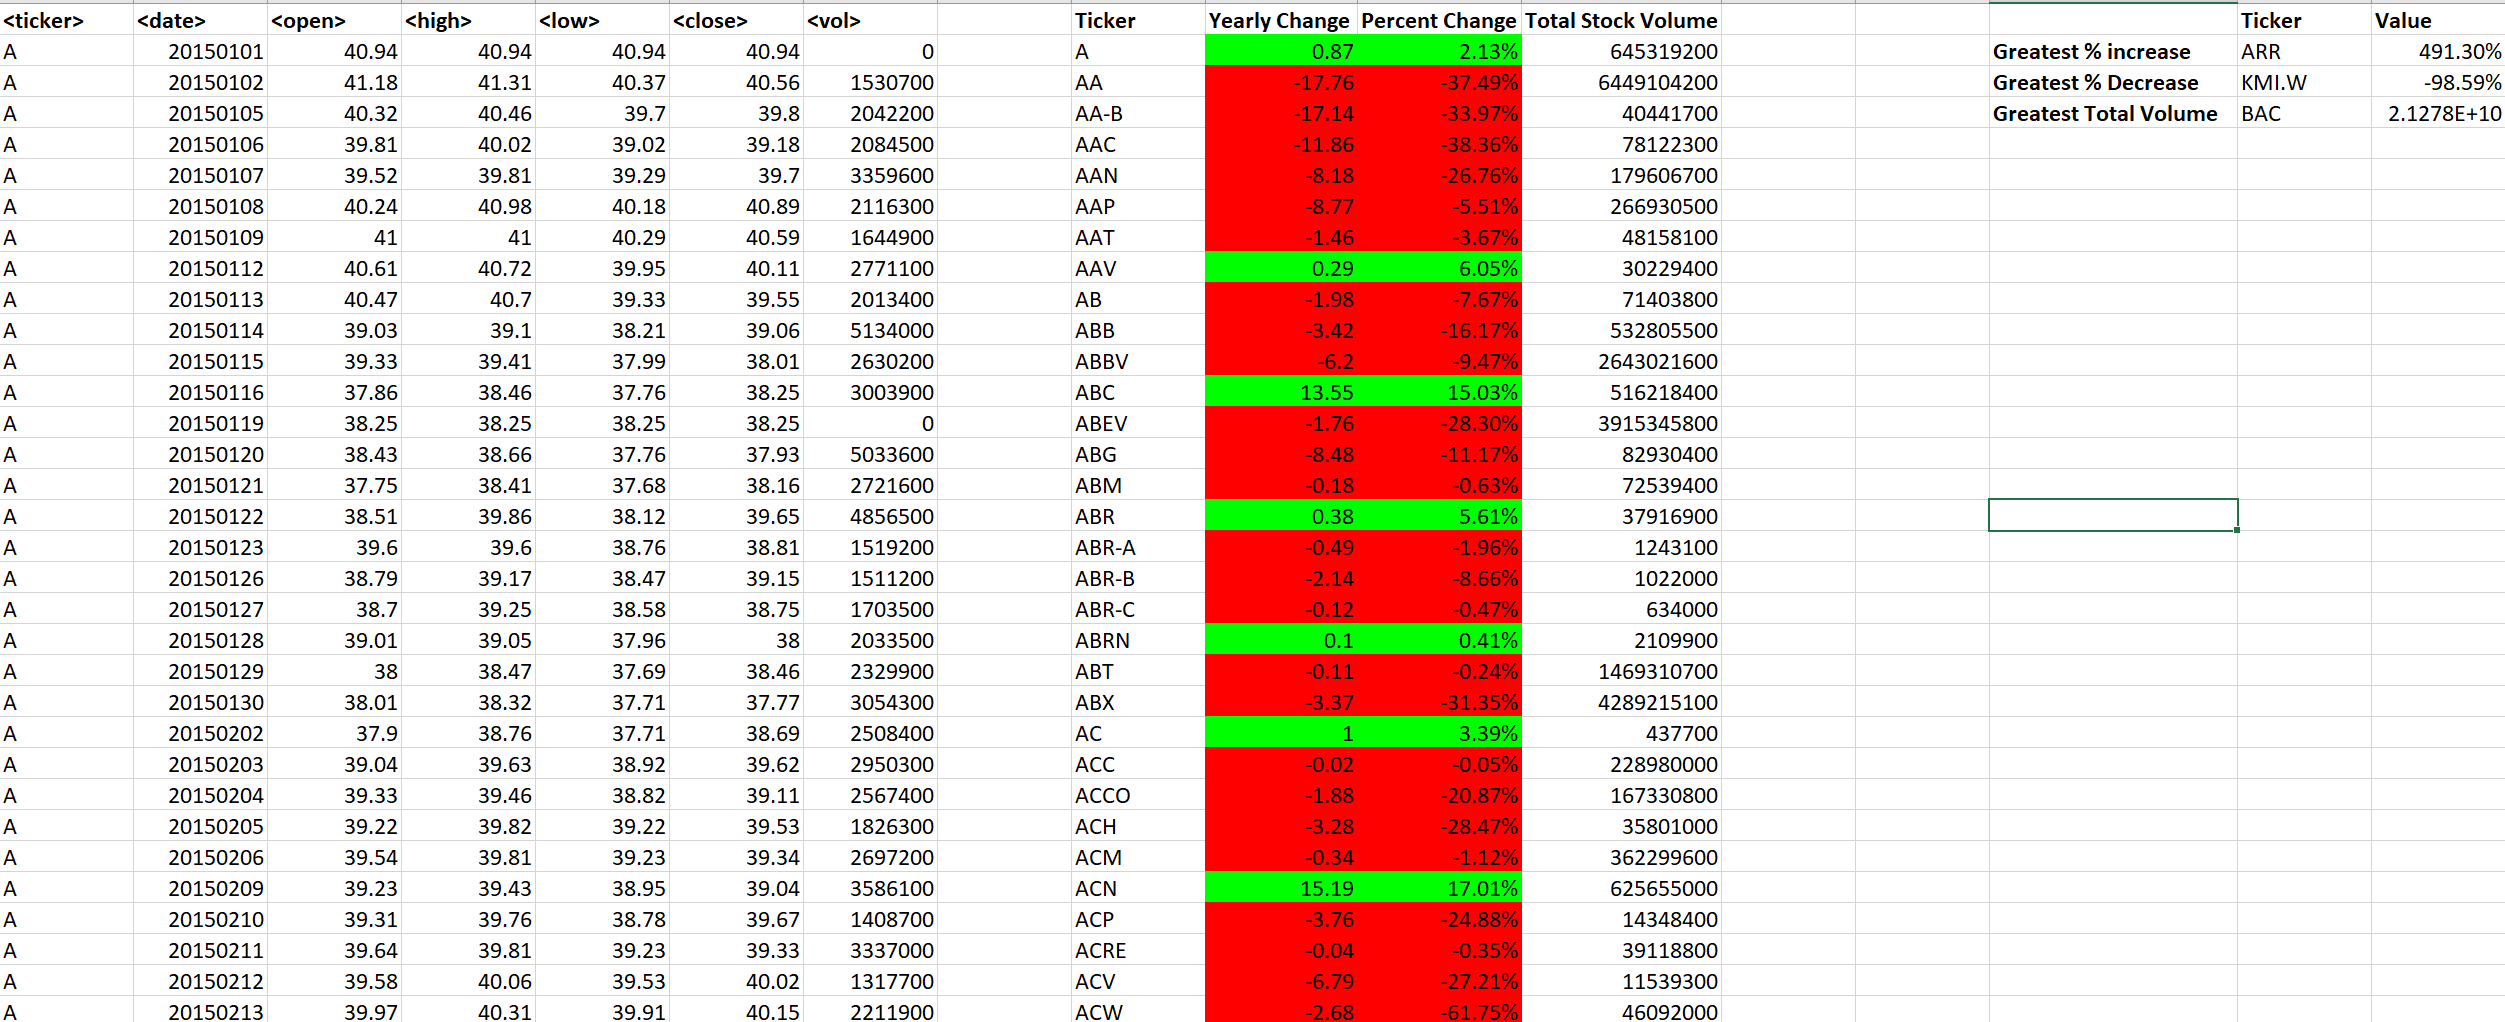 <ticker> <date> <open> <high> <low> <close> <vol> Ticker Yearly Change Percent Change Total Stock Volume Ticker Value
A 20150101 40.94 40.94 40.94 40.94 0 A 0.87 2.13% 645319200 Greatest % increase ARR 491.30%
A 20150102 41.18 41.31 40.37 40.56 1530700 AA -17.76 -37.49% 6449104200 Greatest % Decrease KMI.W -98.59%
A 20150105 40.32 40.46 39.7 39.8 2042200 AA-B -17.14 -33.97% 40441700 Greatest Total Volume BAC 2.1278E+10
A 20150106 39.81 40.02 39.02 39.18 2084500 AAC -11.86 -38.36% 78122300
A 20150107 39.52 39.81 39.29 39.7 3359600 AAN -8.18 -26.76% 179606700
A 20150108 40.24 40.98 40.18 40.89 2116300 AAP -8.77 -5.51% 266930500
A 20150109 41 41 40.29 40.59 1644900 AAT -1.46 -3.67% 48158100
A 20150112 40.61 40.72 39.95 40.11 2771100 AAV 0.29 6.05% 30229400
A 20150113 40.47 40.7 39.33 39.55 2013400 AB -1.98 -7.67% 71403800
A 20150114 39.03 39.1 38.21 39.06 5134000 ABB -3.42 -16.17% 532805500
A 20150115 39.33 39.41 37.99 38.01 2630200 ABBV -6.2 -9.47% 2643021600
A 20150116 37.86 38.46 37.76 38.25 3003900 ABC 13.55 15.03% 516218400
A 20150119 38.25 38.25 38.25 38.25 0 ABEV -1.76 -28.30% 3915345800
A 20150120 38.43 38.66 37.76 37.93 5033600 ABG -8.48 -11.17% 82930400
A 20150121 37.75 38.41 37.68 38.16 2721600 ABM -0.18 -0.63% 72539400
A 20150122 38.51 39.86 38.12 39.65 4856500 ABR 0.38 5.61% 37916900
A 20150123 39.6 39.6 38.76 38.81 1519200 ABR-A -0.49 -1.96% 1243100
A 20150126 38.79 39.17 38.47 39.15 1511200 ABR-B -2.14 -8.66% 1022000
A 20150127 38.7 39.25 38.58 38.75 1703500 ABR-C -0.12 -0.47% 634000
A 20150128 39.01 39.05 37.96 38 2033500 ABRN 0.1 0.41% 2109900
A 20150129 38 38.47 37.69 38.46 2329900 ABT -0.11 -0.24% 1469310700
A 20150130 38.01 38.32 37.71 37.77 3054300 ABX -3.37 -31.35% 4289215100
A 20150202 37.9 38.76 37.71 38.69 2508400 AC 1 3.39% 437700
A 20150203 39.04 39.63 38.92 39.62 2950300 ACC -0.02 -0.05% 228980000
A 20150204 39.33 39.46 38.82 39.11 2567400 ACCO -1.88 -20.87% 167330800
A 20150205 39.22 39.82 39.22 39.53 1826300 ACH -3.28 -28.47% 35801000
A 20150206 39.54 39.81 39.23 39.34 2697200 ACM -0.34 -1.12% 362299600
A 20150209 39.23 39.43 38.95 39.04 3586100 ACN 15.19 17.01% 625655000
A 20150210 39.31 39.76 38.78 39.67 1408700 ACP -3.76 -24.88% 14348400
A 20150211 39.64 39.81 39.23 39.33 3337000 ACRE -0.04 -0.35% 39118800
A 20150212 39.58 40.06 39.53 40.02 1317700 ACV -6.79 -27.21% 11539300
A 20150213 39.97 40.31 39.91 40.15 2211900 ACW -2.68 -61.75% 46092000